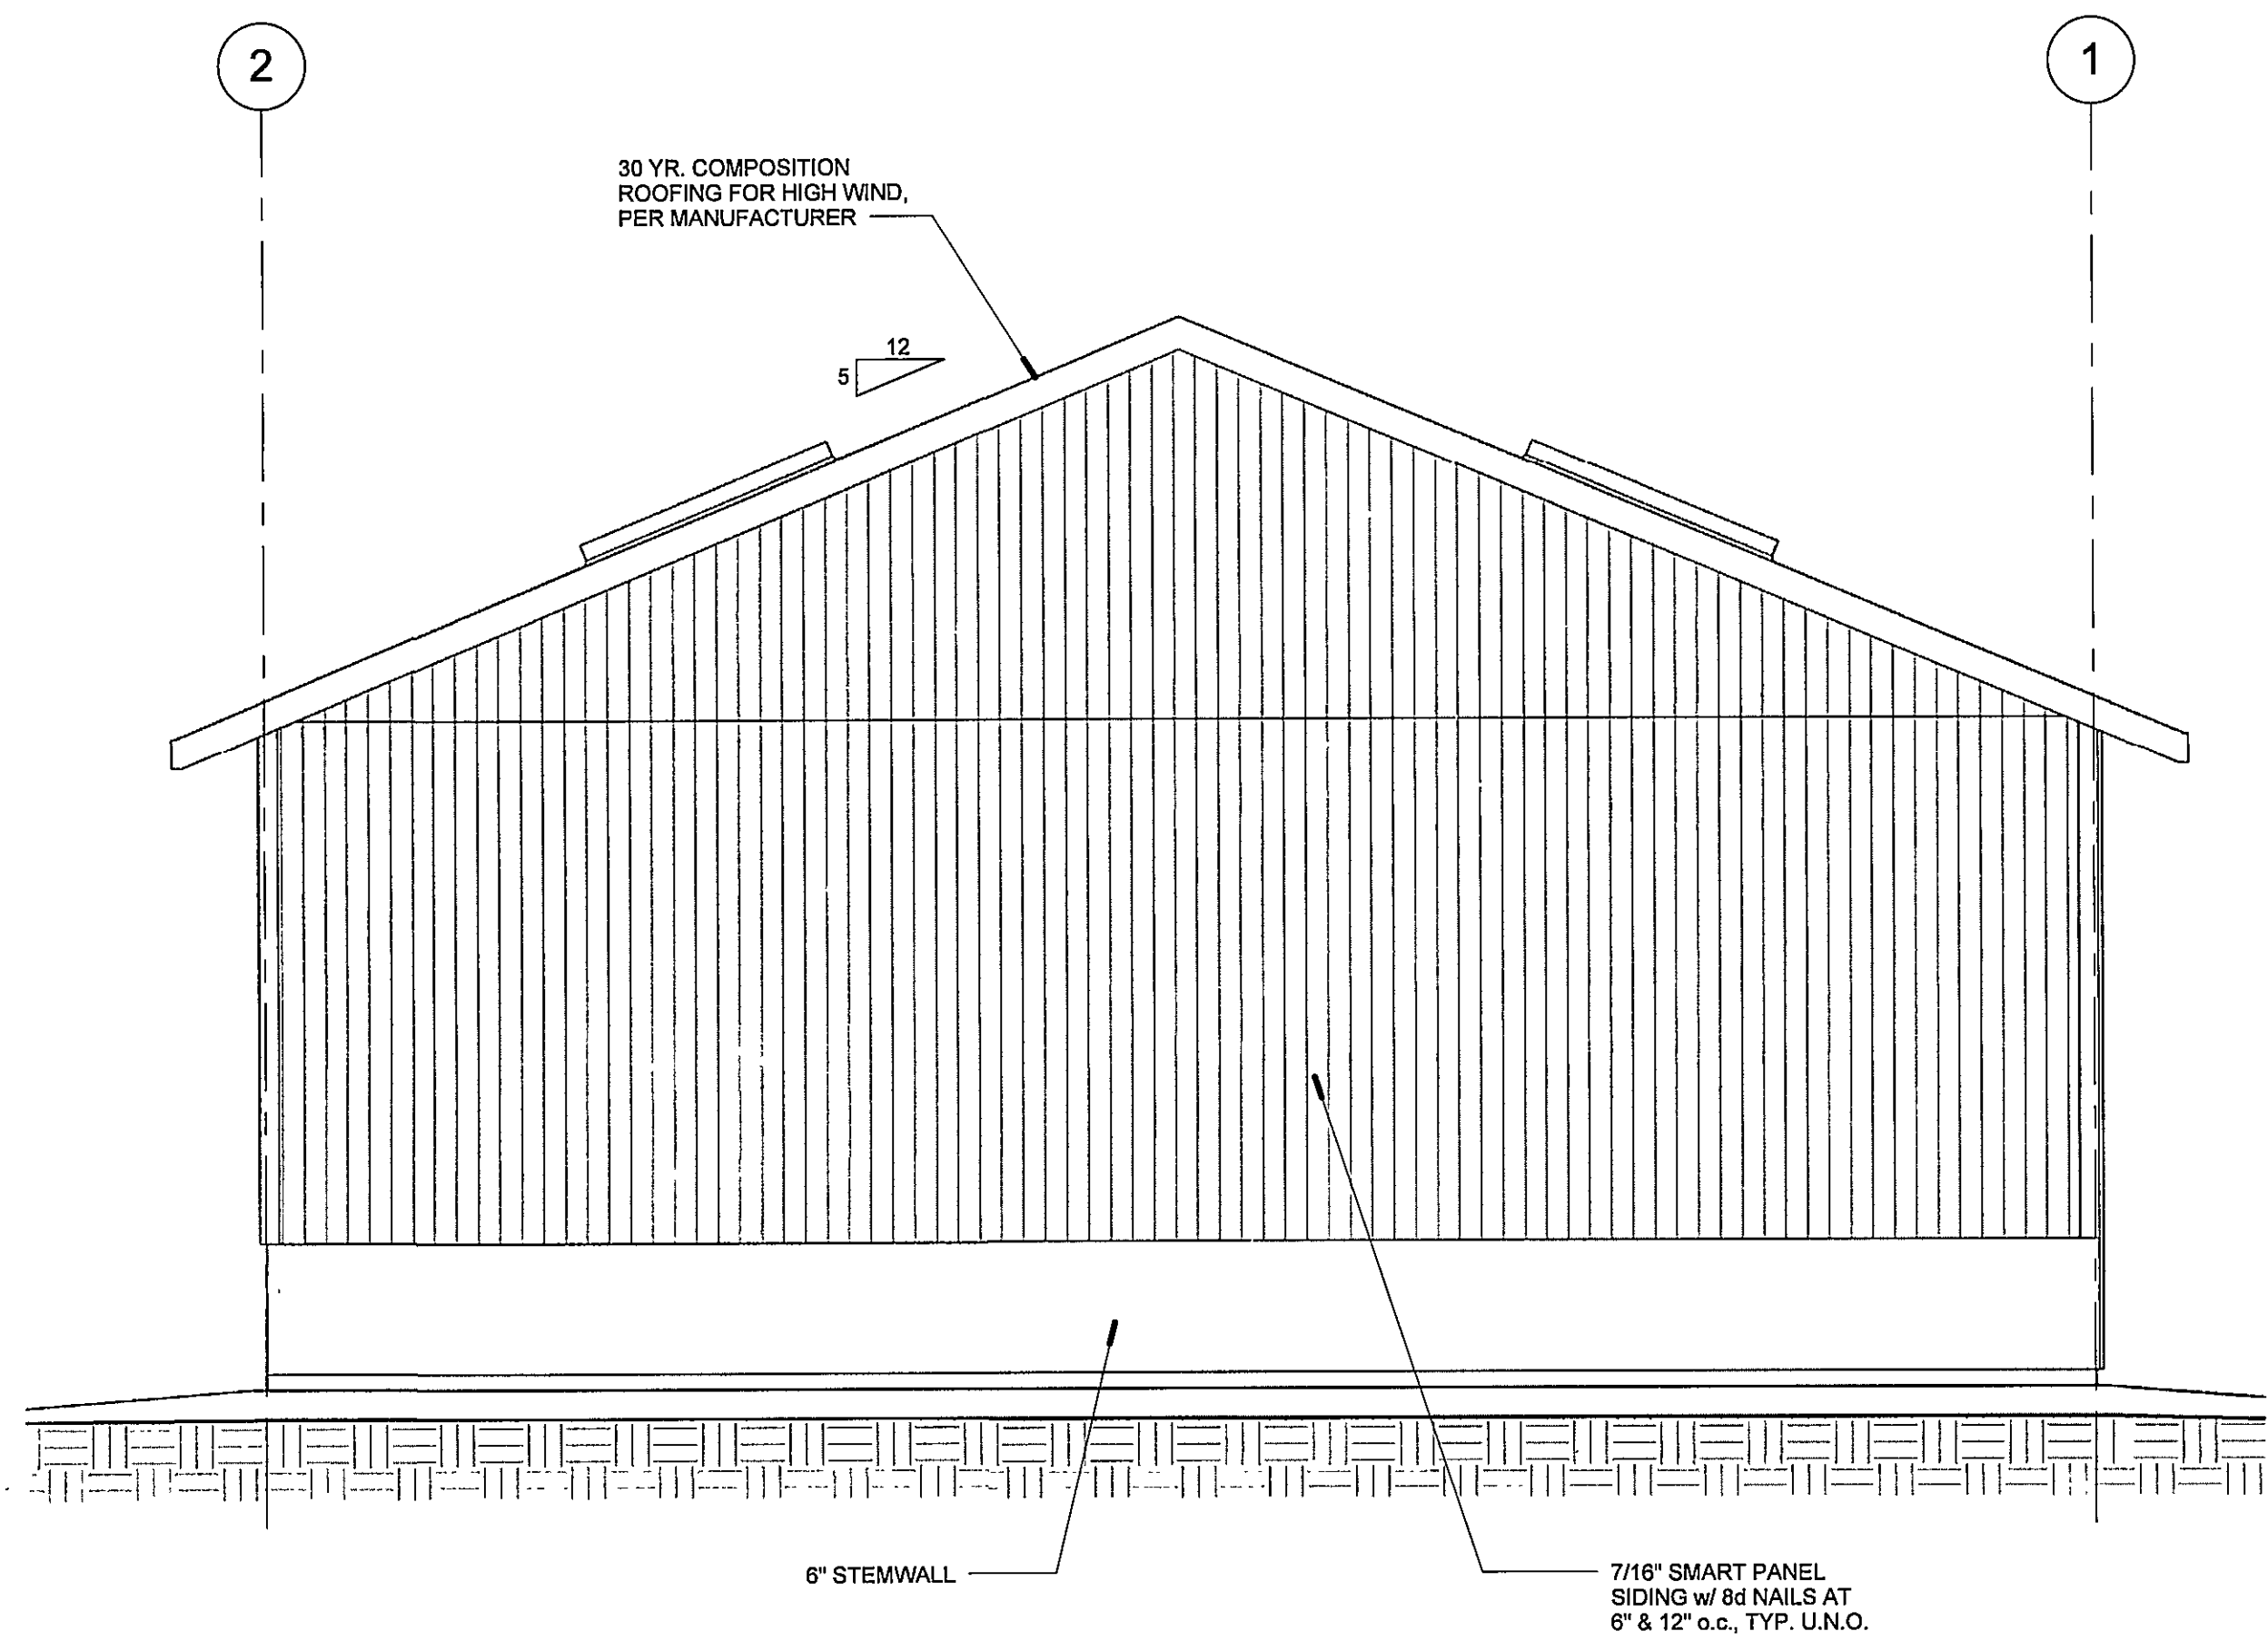 2
1
30 YR. COMPOSITION
ROOFING FOR HIGH WIND,
PER MANUFACTURER
12
5
6" STEMWALL
7/16" SMART PANEL
SIDING w/ 8d NAILS AT
6" & 12" o.c., TYP. U.N.O.